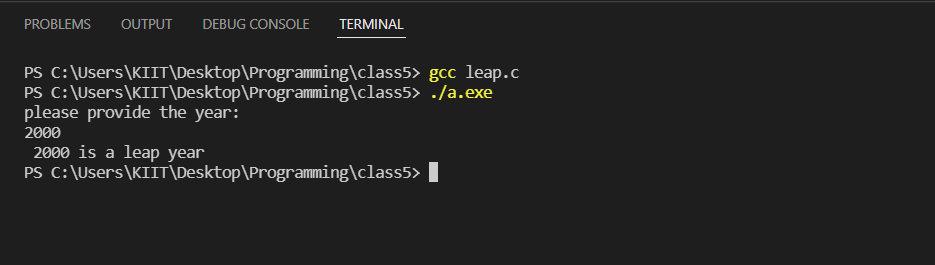 PROBLEMS OUTPUT DEBUG CONSOLE TERMINAL
PS C:\Users\KIIT\Desktop\Programming\class5> gcc leap.c
PS C:\Users\KIIT\Desktop\Programming\class5> ./a.exe
please provide the year:
2000
 2000 is a leap year
PS C:\Users\KIIT\Desktop\Programming\class5>